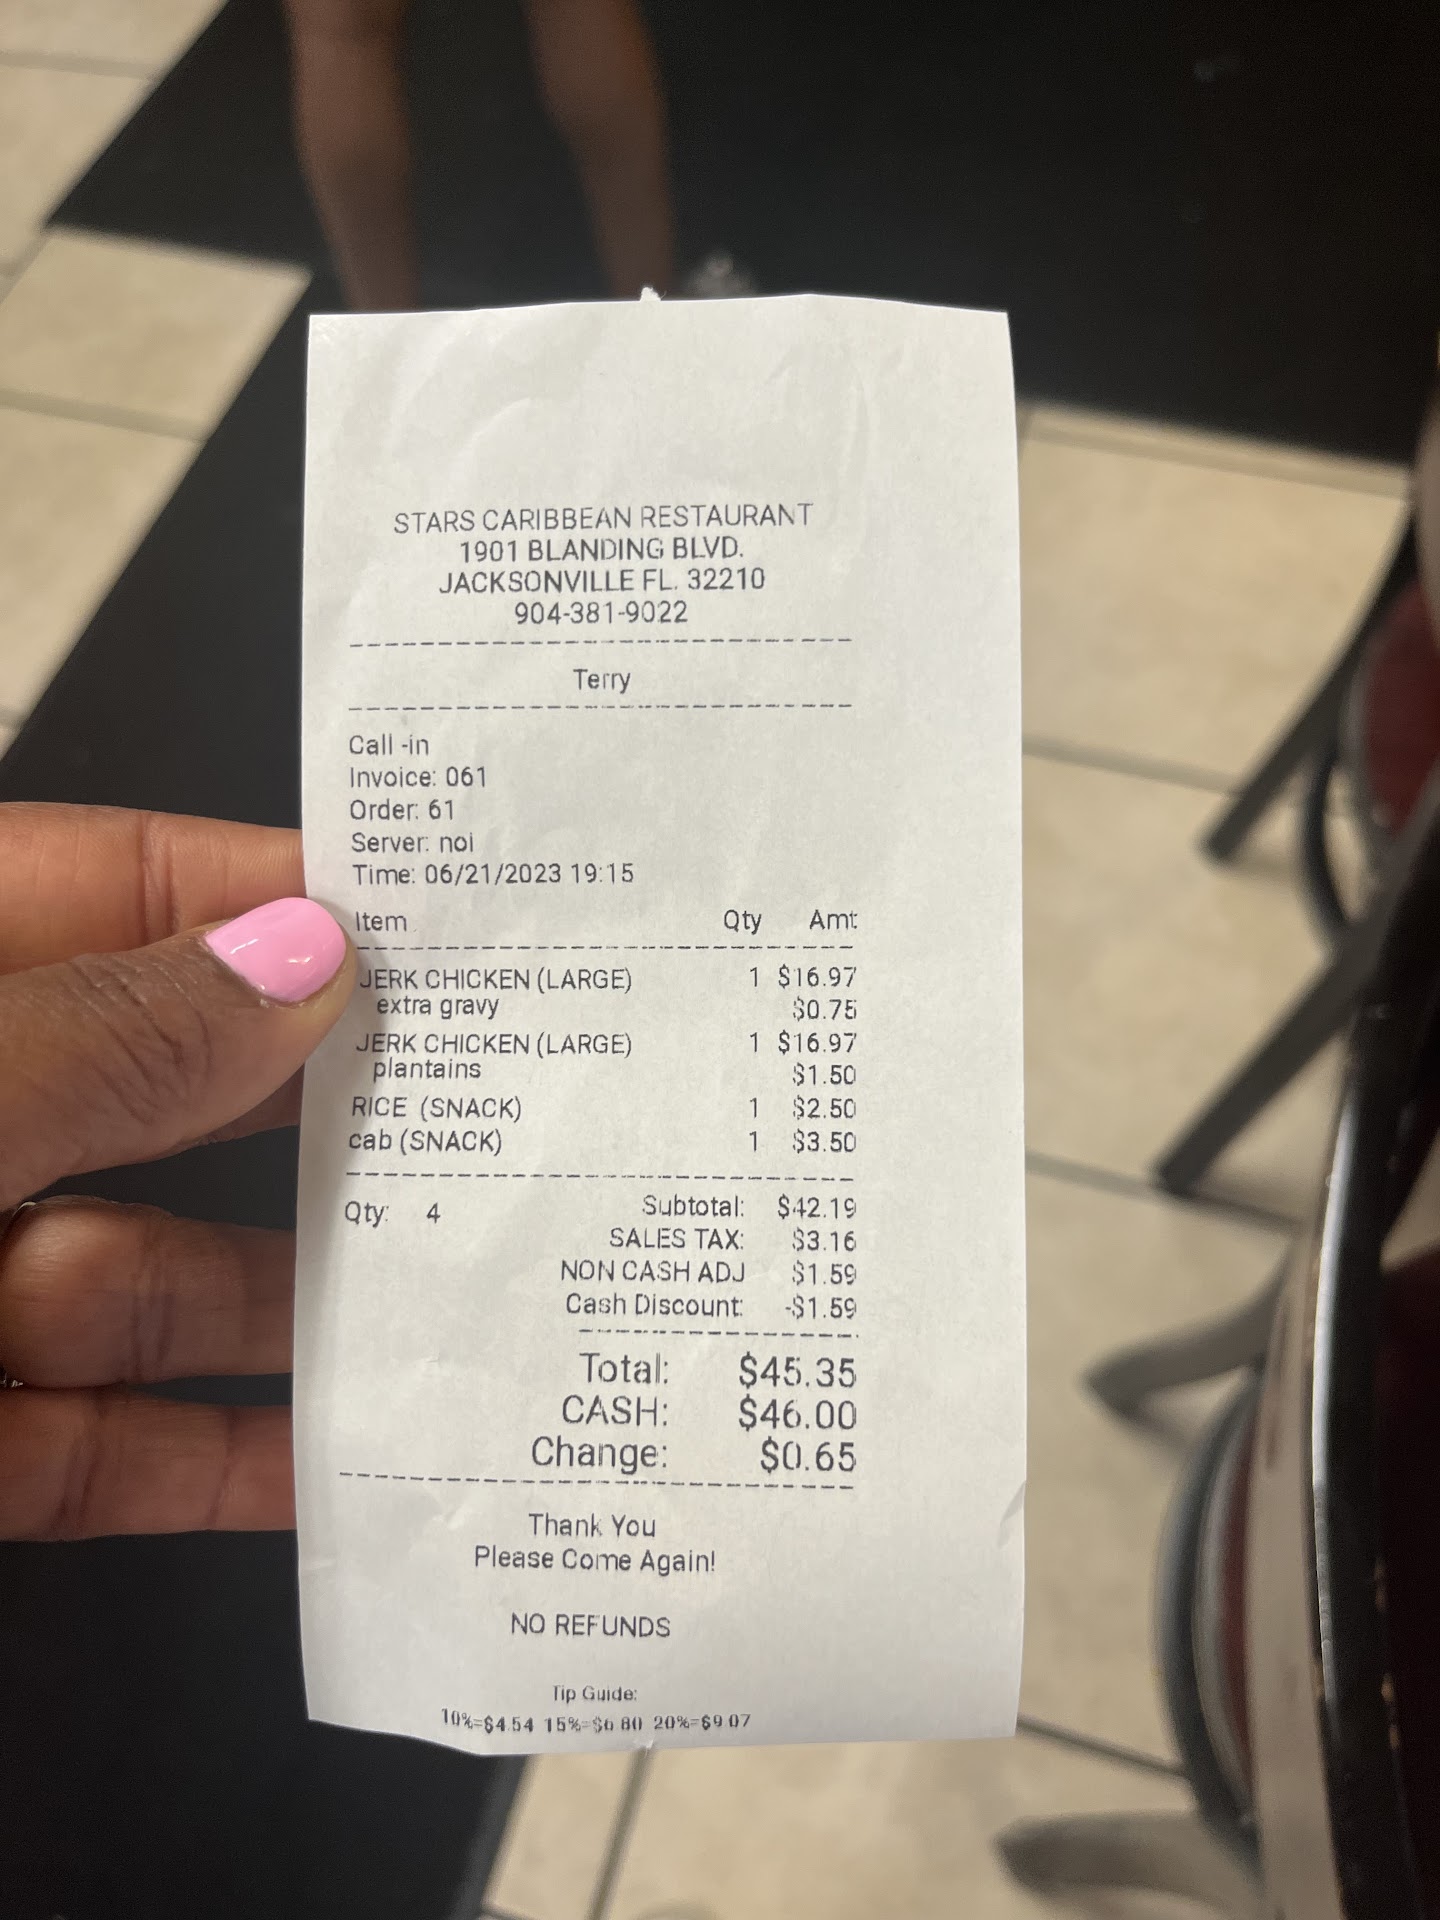 STARS CARIBBEAN RESTAURANT
1901 BLANDING BLVD.
JACKSONVILLE FL. 32210
904-381-9022
Terry
Call -in
Invoice: 061
Order: 61
Server: noi
Time: 06/21/2023 19:15
Item Qty Amt
JERK CHICKEN (LARGE) 1 $16.97
extra gravy $0.75
JERK CHICKEN (LARGE) 1 $16.97
plantains $1.50
RICE (SNACK) 1 $2.50
cab (SNACK) 1 $3.50
Qty: 4 Subtotal: $42.19
SALES TAX: $3.16
NON CASH ADJ $1.59
Cash Discount: -$1.59
Total: $45.35
CASH: $46.00
Change: $0.65
Thank You
Please Come Again!
NO REFUNDS
Tip Guide:
10%=$4.54 15%=$6.80 20%=$9.07